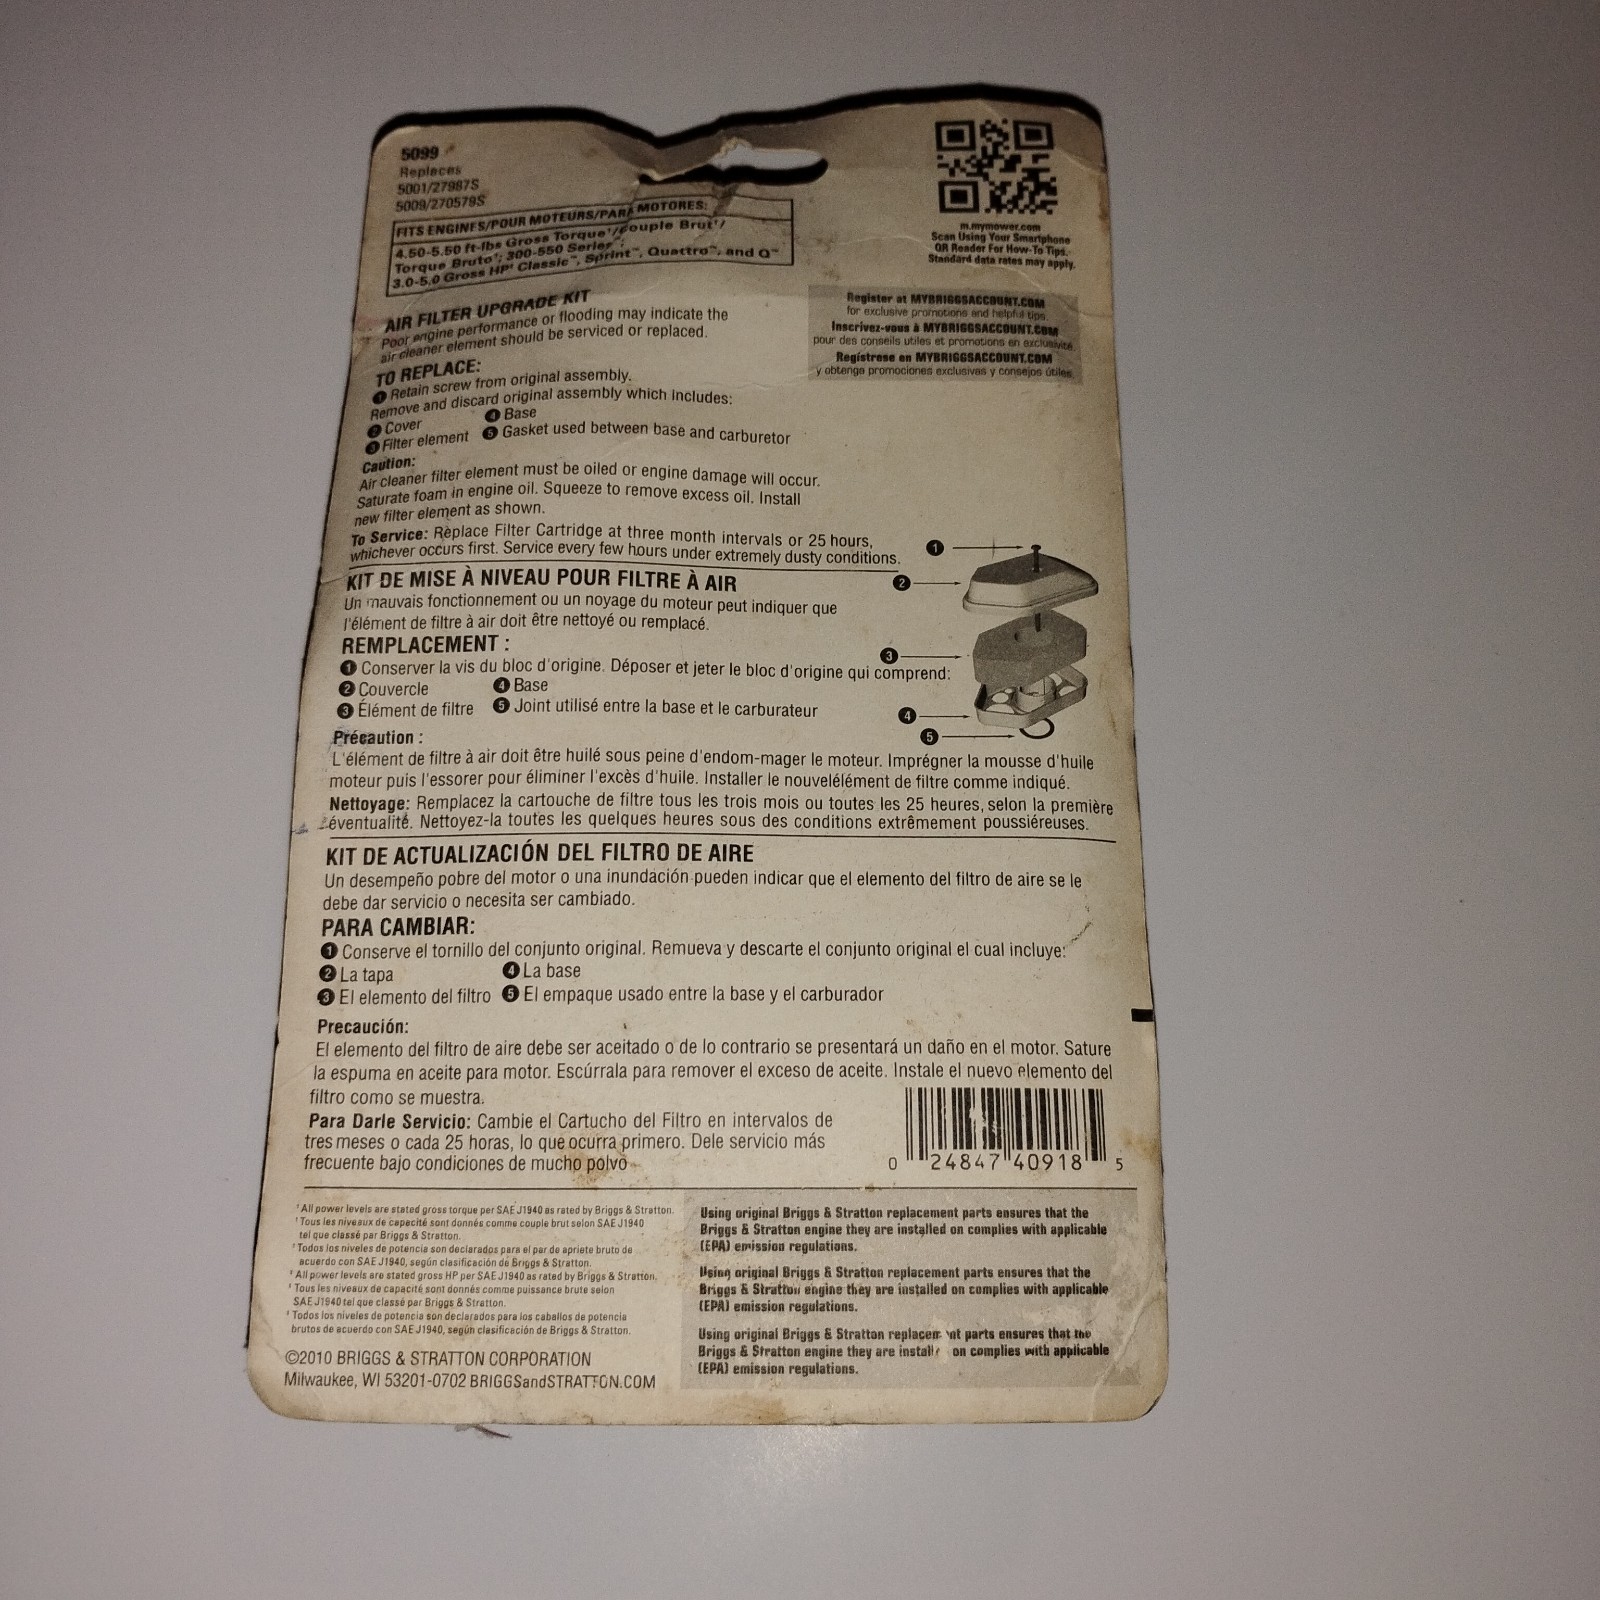 5099
Replaces
5001/27987S
5009/270579S
FITS ENGINES/POUR MOTEURS/PARA MOTORES:
4.50-5.50 ft-lbs Gross Torque¹/Couple Brut¹/
Torque Bruto¹; 300-550 Series™;
3.0-5.0 Gross HP² Classic™, Sprint™, Quattro™, and Q™
m.mymower.com
Scan Using Your Smartphone
QR Reader For How-To Tips.
Standard data rates may apply.
Register at MYBRIGGSACCOUNT.COM
for exclusive promotions and helpful tips.
Inscrivez-vous à MYBRIGGSACCOUNT.COM
pour des conseils utiles et promotions en exclusivité.
Regístrese en MYBRIGGSACCOUNT.COM
y obtenga promociones exclusivas y consejos útiles.
AIR FILTER UPGRADE KIT
Poor engine performance or flooding may indicate the
air cleaner element should be serviced or replaced.
TO REPLACE:
1 Retain screw from original assembly.
Remove and discard original assembly which includes:
2 Cover 4 Base
3 Filter element 5 Gasket used between base and carburetor
Caution:
Air cleaner filter element must be oiled or engine damage will occur.
Saturate foam in engine oil. Squeeze to remove excess oil. Install
new filter element as shown.
To Service: Replace Filter Cartridge at three month intervals or 25 hours,
whichever occurs first. Service every few hours under extremely dusty conditions.
1
2
3
4
5
KIT DE MISE À NIVEAU POUR FILTRE À AIR
Un mauvais fonctionnement ou un noyage du moteur peut indiquer que
l'élément de filtre à air doit être nettoyé ou remplacé.
REMPLACEMENT :
1 Conserver la vis du bloc d'origine. Déposer et jeter le bloc d'origine qui comprend:
2 Couvercle 4 Base
3 Élément de filtre 5 Joint utilisé entre la base et le carburateur
Précaution :
L'élément de filtre à air doit être huilé sous peine d'endom-mager le moteur. Imprégner la mousse d'huile
moteur puis l'essorer pour éliminer l'excès d'huile. Installer le nouvelélément de filtre comme indiqué.
Nettoyage: Remplacez la cartouche de filtre tous les trois mois ou toutes les 25 heures, selon la première
éventualité. Nettoyez-la toutes les quelques heures sous des conditions extrêmement poussiéreuses.
KIT DE ACTUALIZACIÓN DEL FILTRO DE AIRE
Un desempeño pobre del motor o una inundación pueden indicar que el elemento del filtro de aire se le
debe dar servicio o necesita ser cambiado.
PARA CAMBIAR:
1 Conserve el tornillo del conjunto original. Remueva y descarte el conjunto original el cual incluye:
2 La tapa 4 La base
3 El elemento del filtro 5 El empaque usado entre la base y el carburador
Precaución:
El elemento del filtro de aire debe ser aceitado o de lo contrario se presentará un daño en el motor. Sature
la espuma en aceite para motor. Escúrrala para remover el exceso de aceite. Instale el nuevo elemento del
filtro como se muestra.
Para Darle Servicio: Cambie el Cartucho del Filtro en intervalos de
tres meses o cada 25 horas, lo que ocurra primero. Dele servicio más
frecuente bajo condiciones de mucho polvo
0 24847 40918 5
¹ All power levels are stated gross torque per SAE J1940 as rated by Briggs & Stratton.
¹ Tous les niveaux de capacité sont donnés comme couple brut selon SAE J1940
tel que classé par Briggs & Stratton.
¹ Todos los niveles de potencia son declarados para el par de apriete bruto de
acuerdo con SAE J1940, según clasificación de Briggs & Stratton.
² All power levels are stated gross HP per SAE J1940 as rated by Briggs & Stratton.
² Tous les niveaux de capacité sont donnés comme puissance brute selon
SAE J1940 tel que classé par Briggs & Stratton.
² Todos los niveles de potencia son declarados para los caballos de potencia
brutos de acuerdo con SAE J1940, según clasificación de Briggs & Stratton.
©2010 BRIGGS & STRATTON CORPORATION
Milwaukee, WI 53201-0702 BRIGGSandSTRATTON.COM
Using original Briggs & Stratton replacement parts ensures that the
Briggs & Stratton engine they are installed on complies with applicable
(EPA) emission regulations.
Using original Briggs & Stratton replacement parts ensures that the
Briggs & Stratton engine they are installed on complies with applicable
(EPA) emission regulations.
Using original Briggs & Stratton replacement parts ensures that the
Briggs & Stratton engine they are installed on complies with applicable
(EPA) emission regulations.